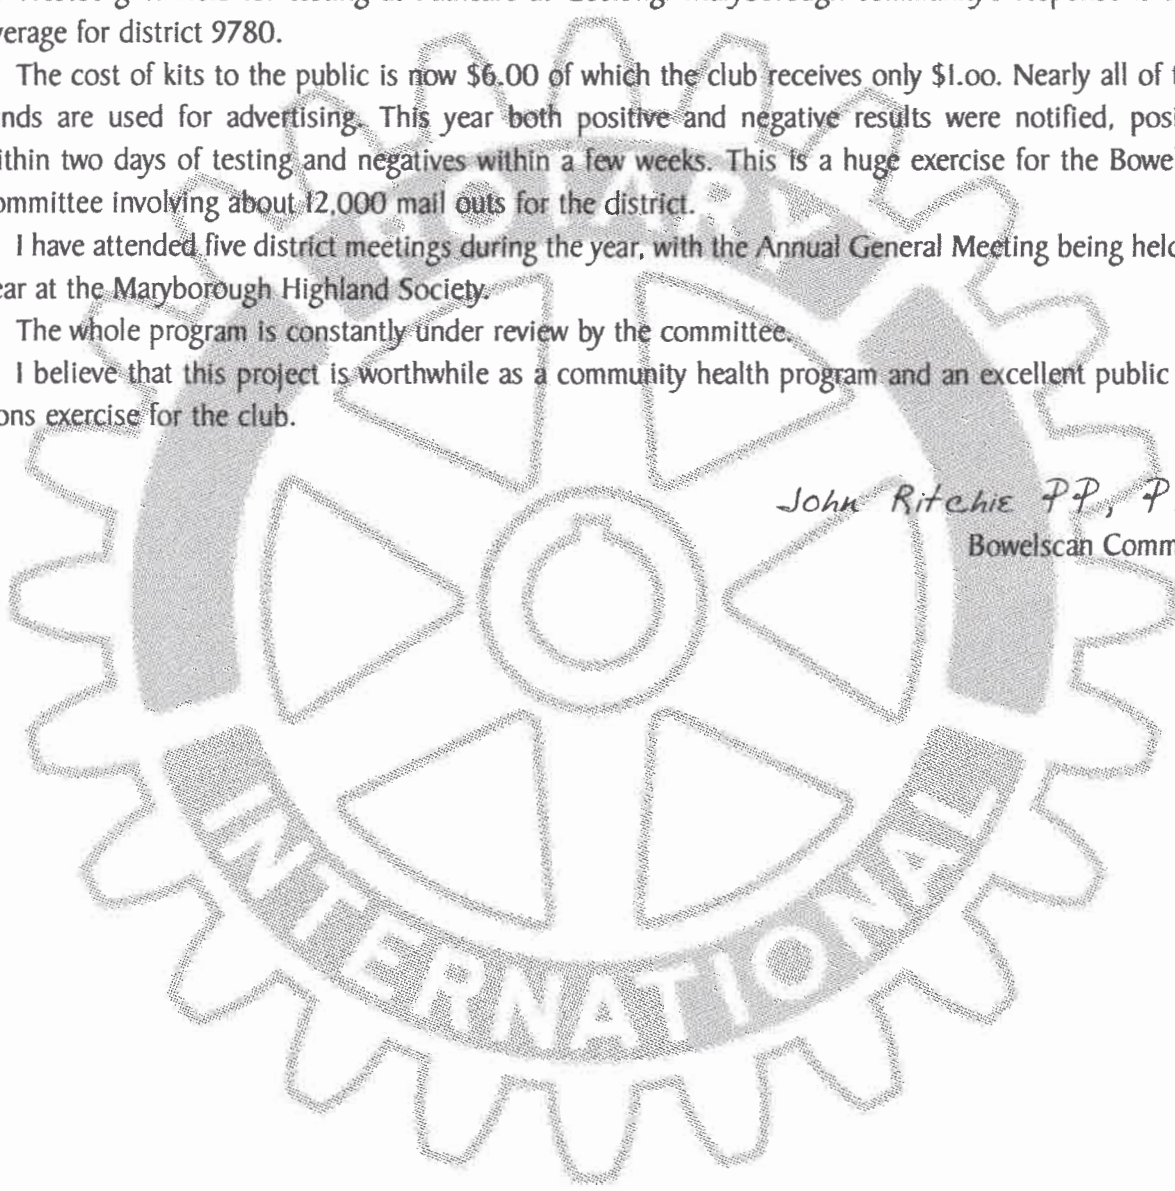 verage for district 9780.
The cost of kits to the public is now $6.00 of which the club receives only $1.oo. Nearly all of
nds are used for advertising. This year both positive and negative results were notified, posi
ithin two days of testing and negatives within a few weeks. This is a huge exercise for the Bowel
ommittee involving about 12,000 mail outs for the district.
I have attended five district meetings during the year, with the Annual General Meeting being held
ear at the Maryborough Highland Society.
The whole program is constantly under review by the committee.
I believe that this project is worthwhile as a community health program and an excellent public
ons exercise for the club.
John Ritchie PP, P
Bowelscan Comm
ROTARY
INTERNATIONAL